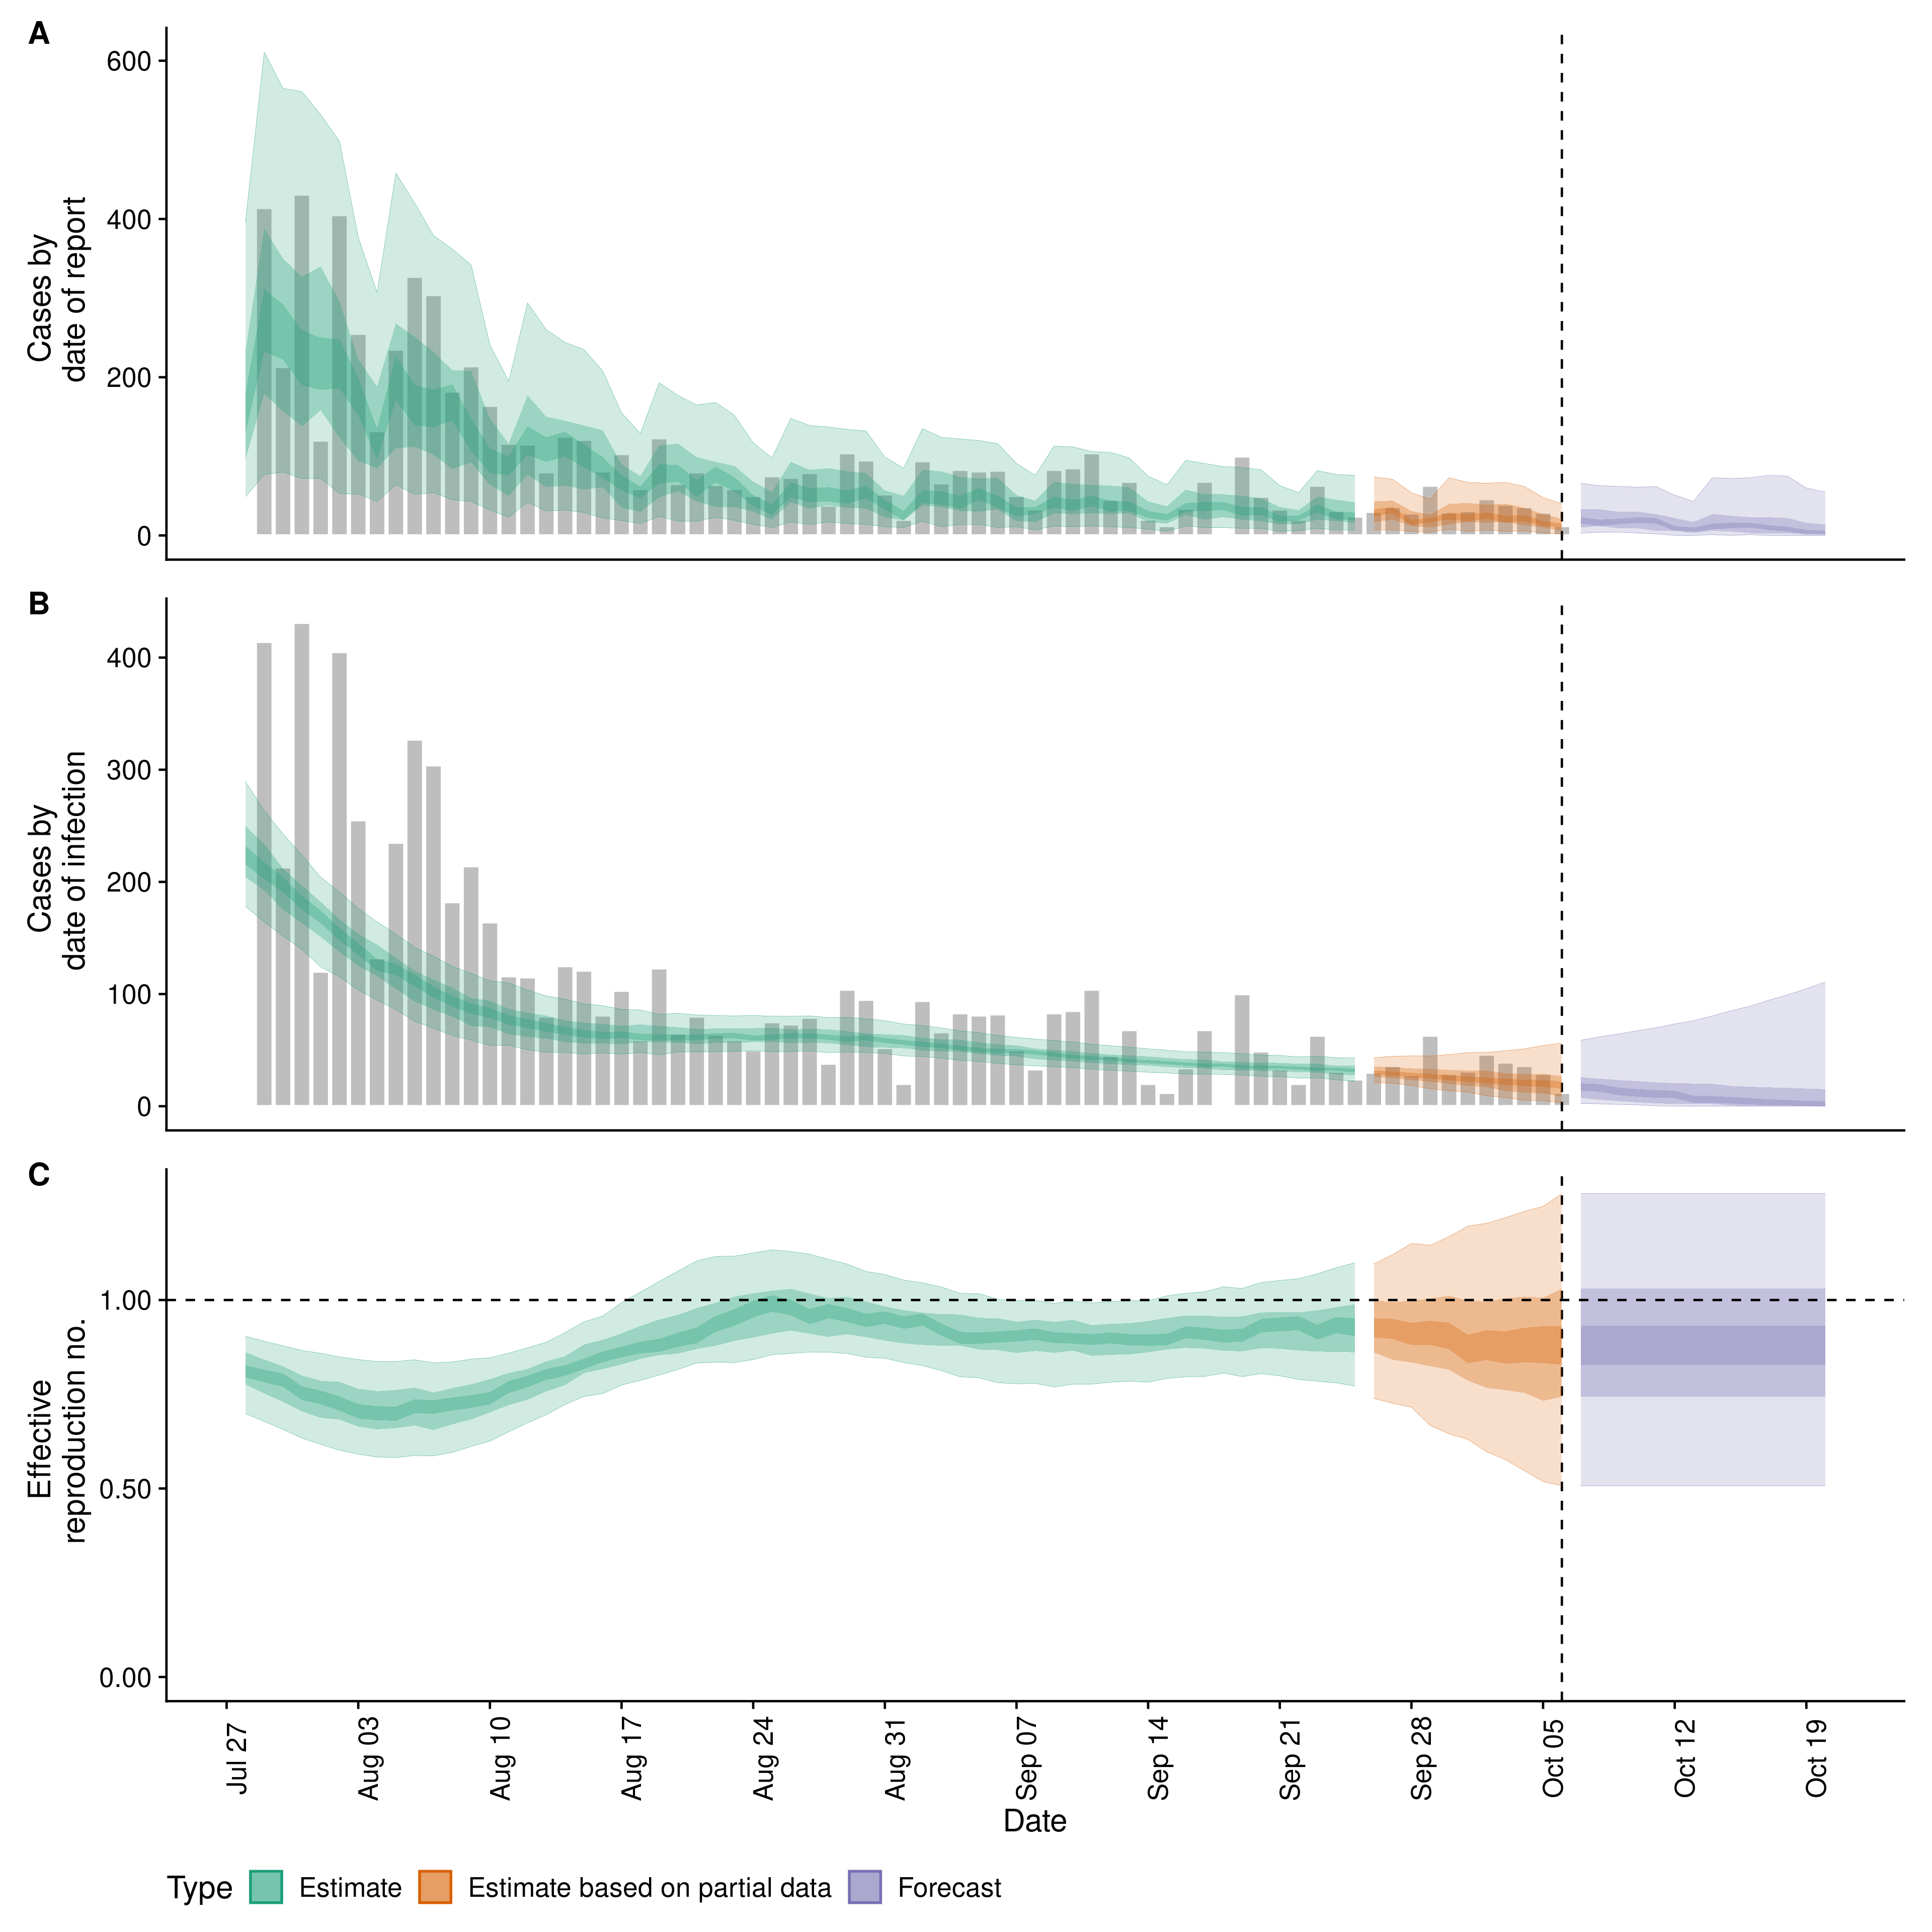 A
Cases by
date of report
600
400
200
0
B
Cases by
date of infection
400
300
200
100
0
C
Effective
reproduction no.
1.00
0.50
0.00
Jul 27
Aug 03
Aug 10
Aug 17
Aug 24
Aug 31
Sep 07
Sep 14
Sep 21
Sep 28
Oct 05
Oct 12
Oct 19
Date
Type
Estimate
Estimate based on partial data
Forecast